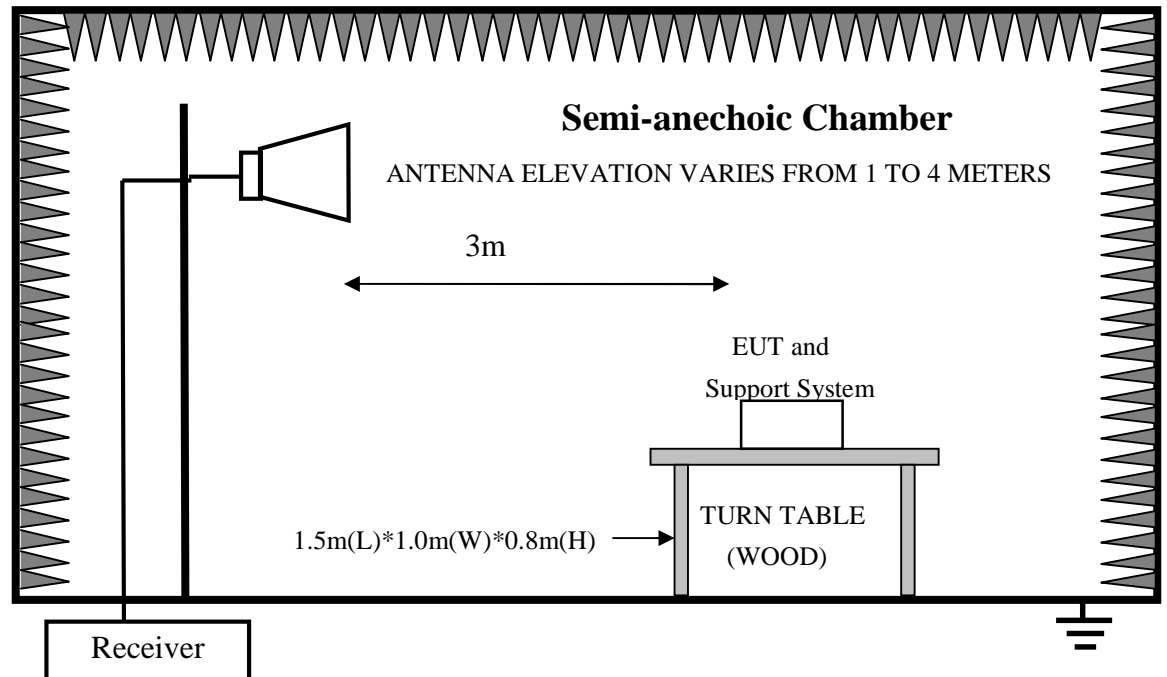 Semi-anechoic Chamber
ANTENNA ELEVATION VARIES FROM 1 TO 4 METERS
3m
EUT and
Support System
TURN TABLE
(WOOD)
1.5m(L)*1.0m(W)*0.8m(H)
Receiver